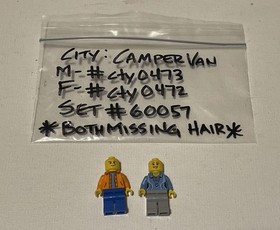 CITY: CAMPER VAN
M-#cty0473
F-#cty0472
SET #60057
*BOTH MISSING HAIR*